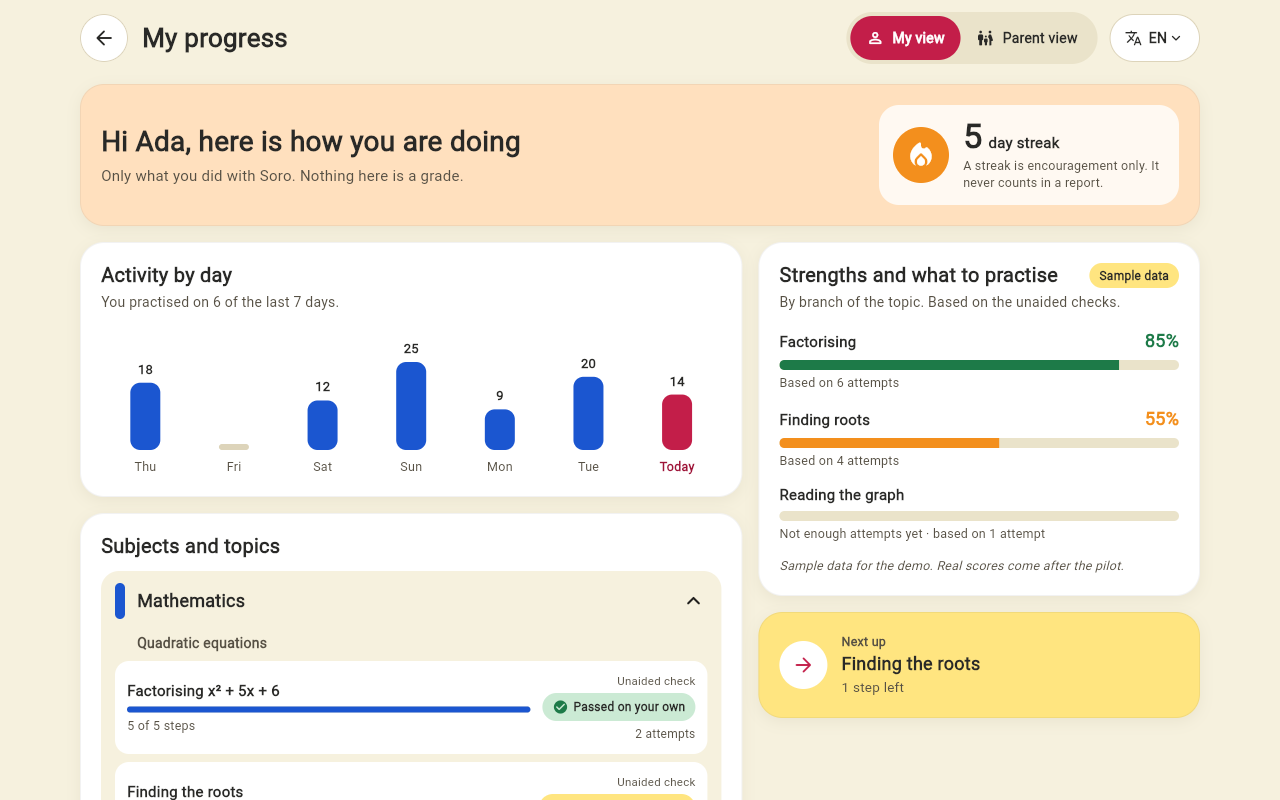 My progress
My view
Parent view
EN
Hi Ada, here is how you are doing
Only what you did with Soro. Nothing here is a grade.
5 day streak
A streak is encouragement only. It
never counts in a report.
Activity by day
You practised on 6 of the last 7 days.
18
12
25
9
20
14
Thu
Fri
Sat
Sun
Mon
Tue
Today
Strengths and what to practise
Sample data
By branch of the topic. Based on the unaided checks.
Factorising
85%
Based on 6 attempts
Finding roots
55%
Based on 4 attempts
Reading the graph
Not enough attempts yet · based on 1 attempt
Sample data for the demo. Real scores come after the pilot.
Subjects and topics
Mathematics
Quadratic equations
Factorising x² + 5x + 6
5 of 5 steps
Unaided check
Passed on your own
2 attempts
Finding the roots
Unaided check
Next up
Finding the roots
1 step left